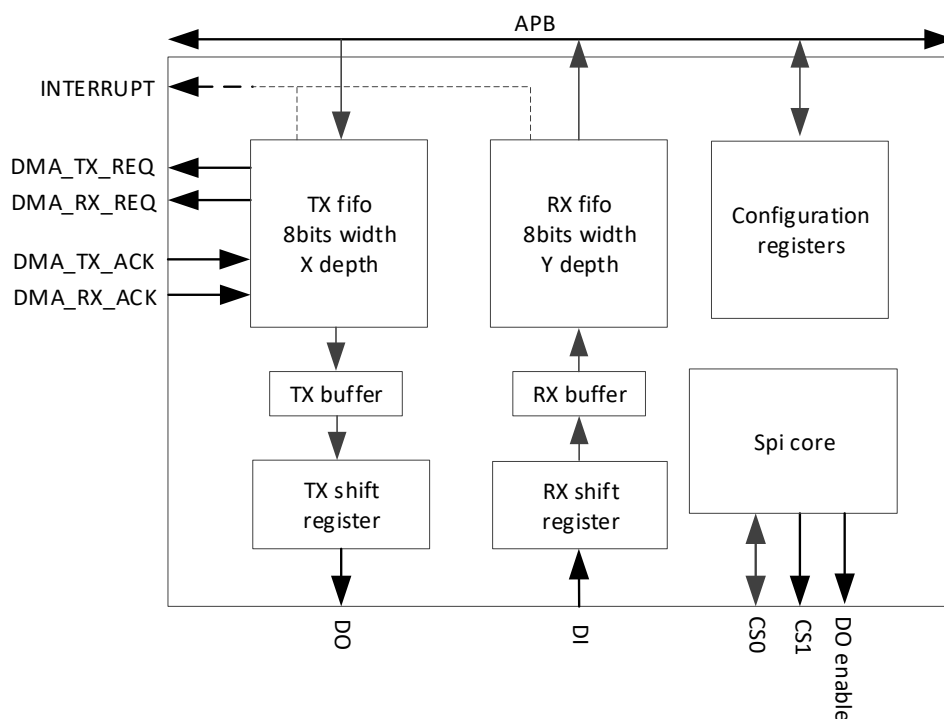 APB
INTERRUPT
DMA_TX_REQ
DMA_RX_REQ
DMA_TX_ACK
DMA_RX_ACK
TX fifo
8bits width
X depth
RX fifo
8bits width
Y depth
Configuration
registers
TX buffer
RX buffer
Spi core
TX shift
register
RX shift
register
DO
DI
CS0
CS1
DO enable